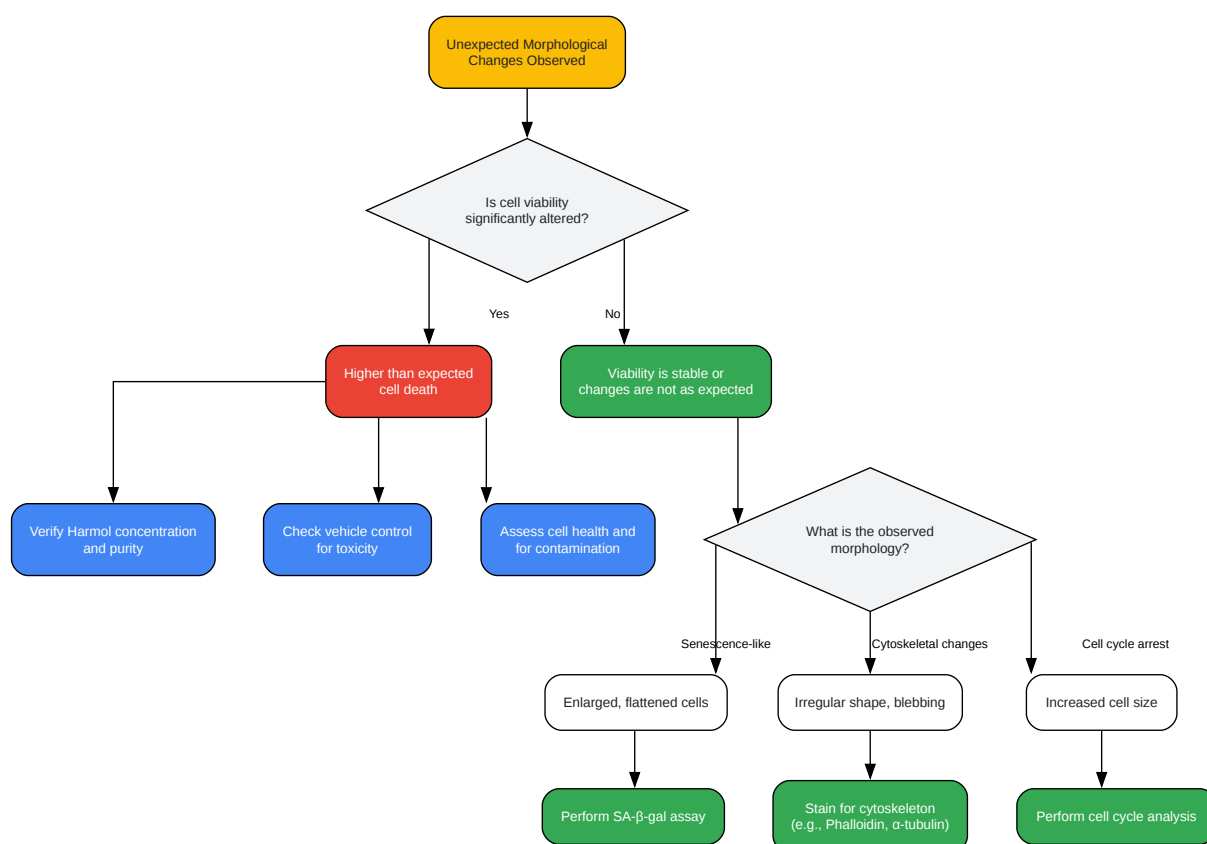 Unexpected Morphological
Changes Observed
Is cell viability
significantly altered?
Yes
No
Higher than expected
cell death
Viability is stable or
changes are not as expected
Verify Harmol concentration
and purity
Check vehicle control
for toxicity
Assess cell health and
for contamination
What is the observed
morphology?
Senescence-like
Cytoskeletal changes
Cell cycle arrest
Enlarged, flattened cells
Irregular shape, blebbing
Increased cell size
Perform SA-β-gal assay
Stain for cytoskeleton
(e.g., Phalloidin, α-tubulin)
Perform cell cycle analysis